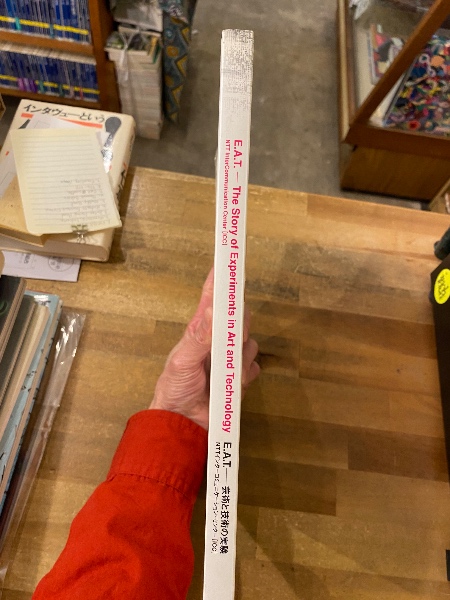 E.A.T. — The Story of Experiments in Art and Technology
NTT InterCommunication Center [ICC]
E.A.T.— 芸術と技術の実験
NTTインターコミュニケーション・センター [ICC]
インタヴューという